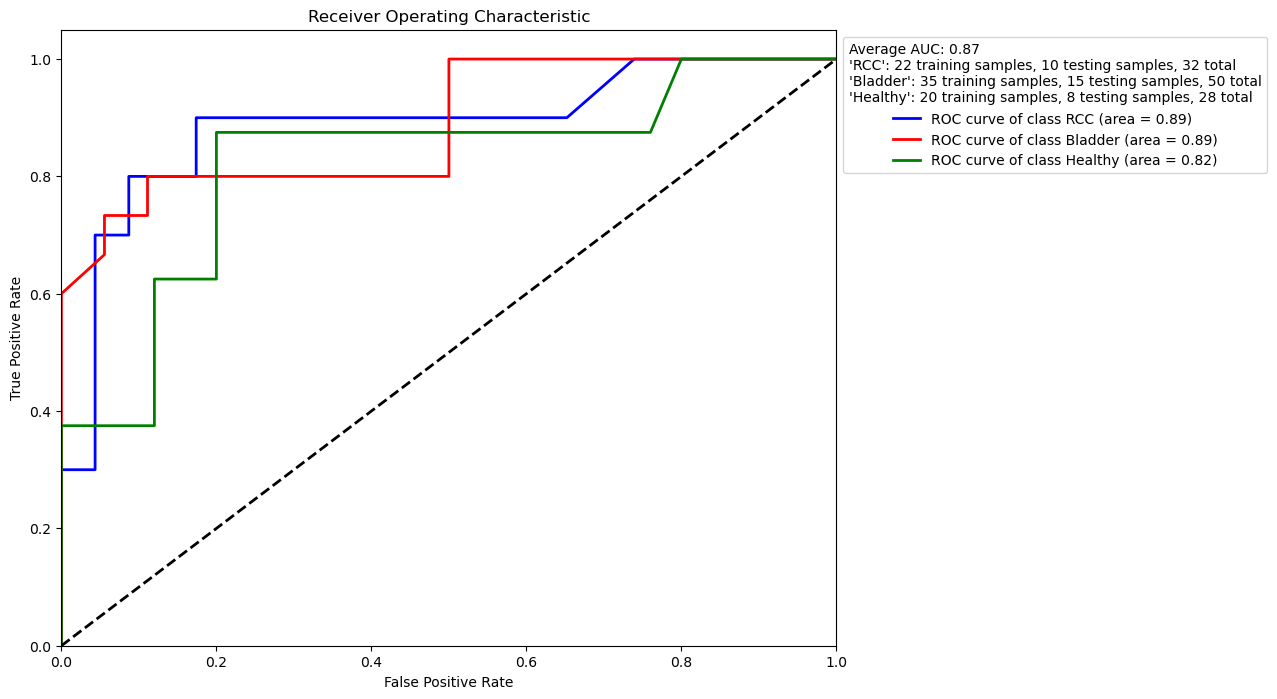 Receiver Operating Characteristic
Average AUC: 0.87
'RCC': 22 training samples, 10 testing samples, 32 total
'Bladder': 35 training samples, 15 testing samples, 50 total
'Healthy': 20 training samples, 8 testing samples, 28 total
ROC curve of class RCC (area = 0.89)
ROC curve of class Bladder (area = 0.89)
ROC curve of class Healthy (area = 0.82)
True Positive Rate
1.0
0.8
0.6
0.4
0.2
0.0
0.0 0.2 0.4 0.6 0.8 1.0
False Positive Rate